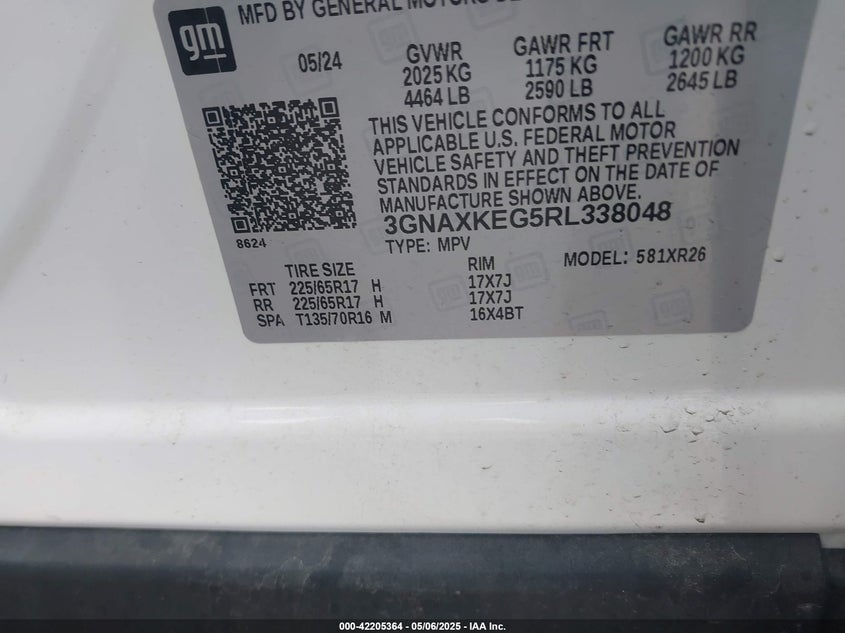 gm
MFD BY GENERAL MOTORS
05/24
GVWR
2025 KG
4464 LB
GAWR FRT
1175 KG
2590 LB
GAWR RR
1200 KG
2645 LB
THIS VEHICLE CONFORMS TO ALL
APPLICABLE U.S. FEDERAL MOTOR
VEHICLE SAFETY AND THEFT PREVENTION
STANDARDS IN EFFECT ON THE DATE OF
MANUFACTURE SHOWN ABOVE.
3GNAXKEG5RL338048
8624
TYPE: MPV
MODEL: 581XR26
TIRE SIZE
RIM
FRT 225/65R17 H 17X7J
RR 225/65R17 H 17X7J
SPA T135/70R16 M 16X4BT
000-42205364 - 05/06/2025 - IAA Inc.